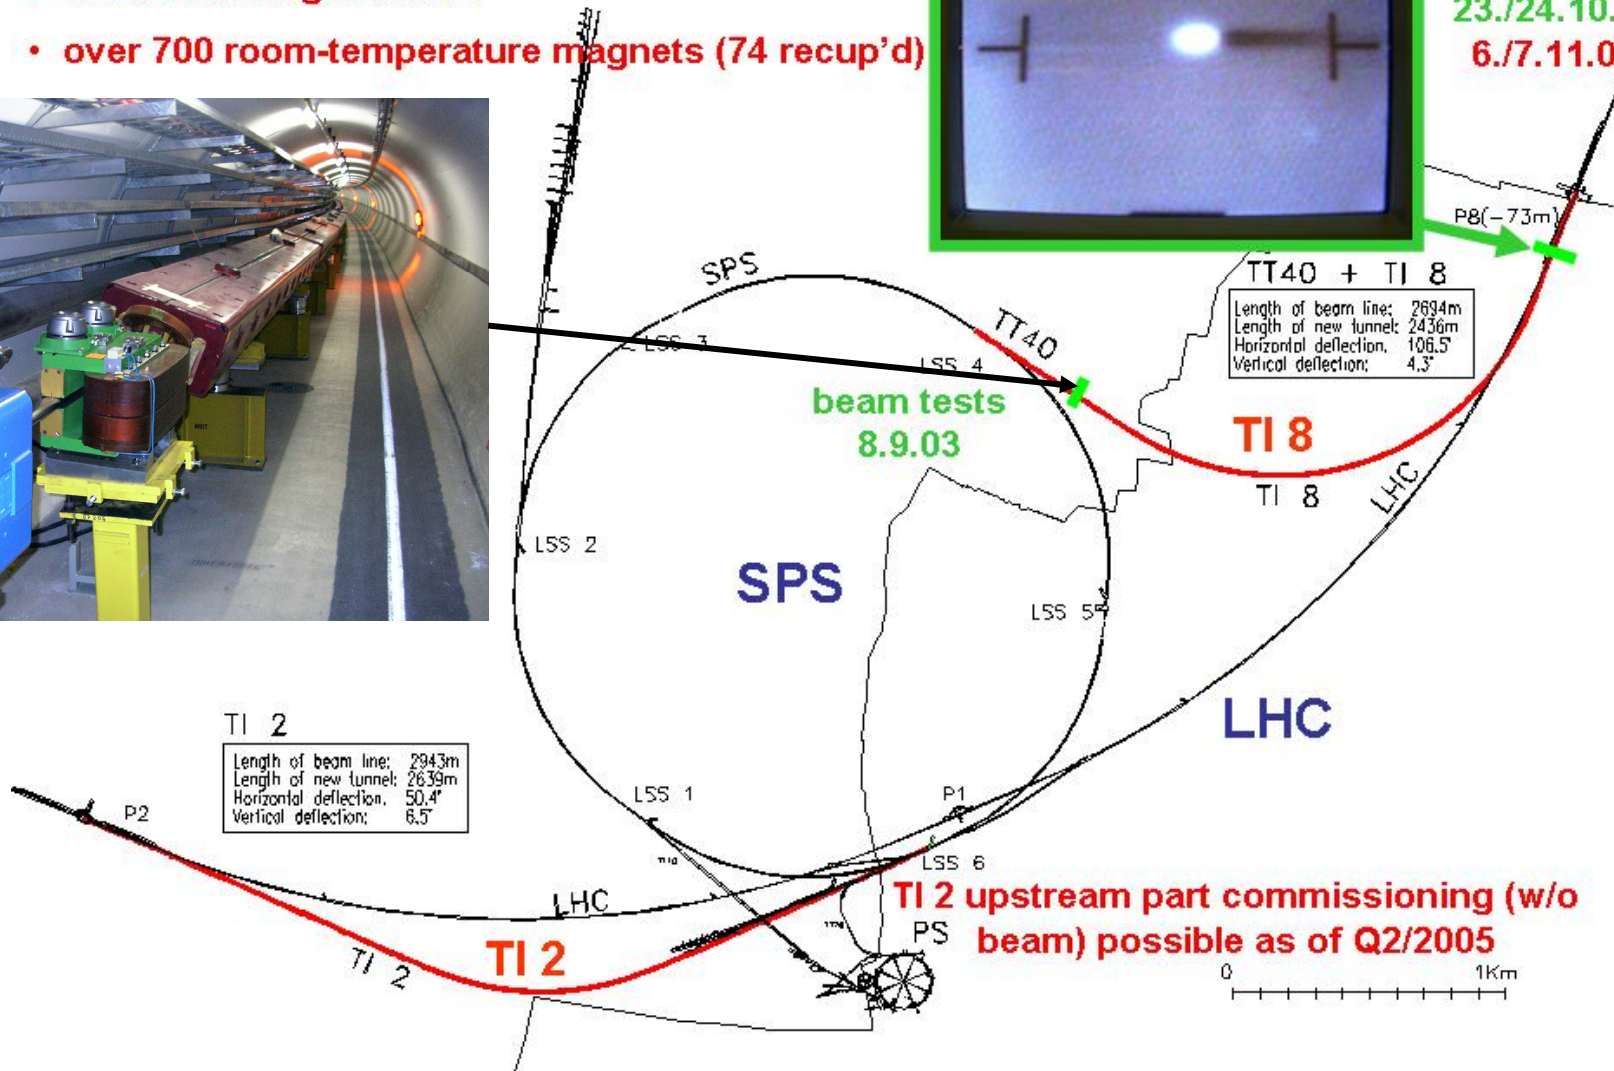 • over 700 room-temperature magnets (74 recup'd)
23./24.10.
6./7.11.0
P8(-73m)
SPS
TT40 + TI 8
Length of beam line: 2694m
Length of new tunnel: 2436m
Horizontal deflection. 106.5°
Vertical deflection: 4.3°
TT40
LSS 3
LSS 4
beam tests
8.9.03
TI 8
TI 8
LHC
LSS 2
SPS
LSS 5
LHC
TI 2
Length of beam line: 2943m
Length of new tunnel: 2639m
Horizontal deflection. 50.4°
Vertical deflection: 6.5°
P2
LSS 1
P1
LSS 6
LHC
TI 2 upstream part commissioning (w/o
beam) possible as of Q2/2005
PS
TI 2
TI 2
0 1Km